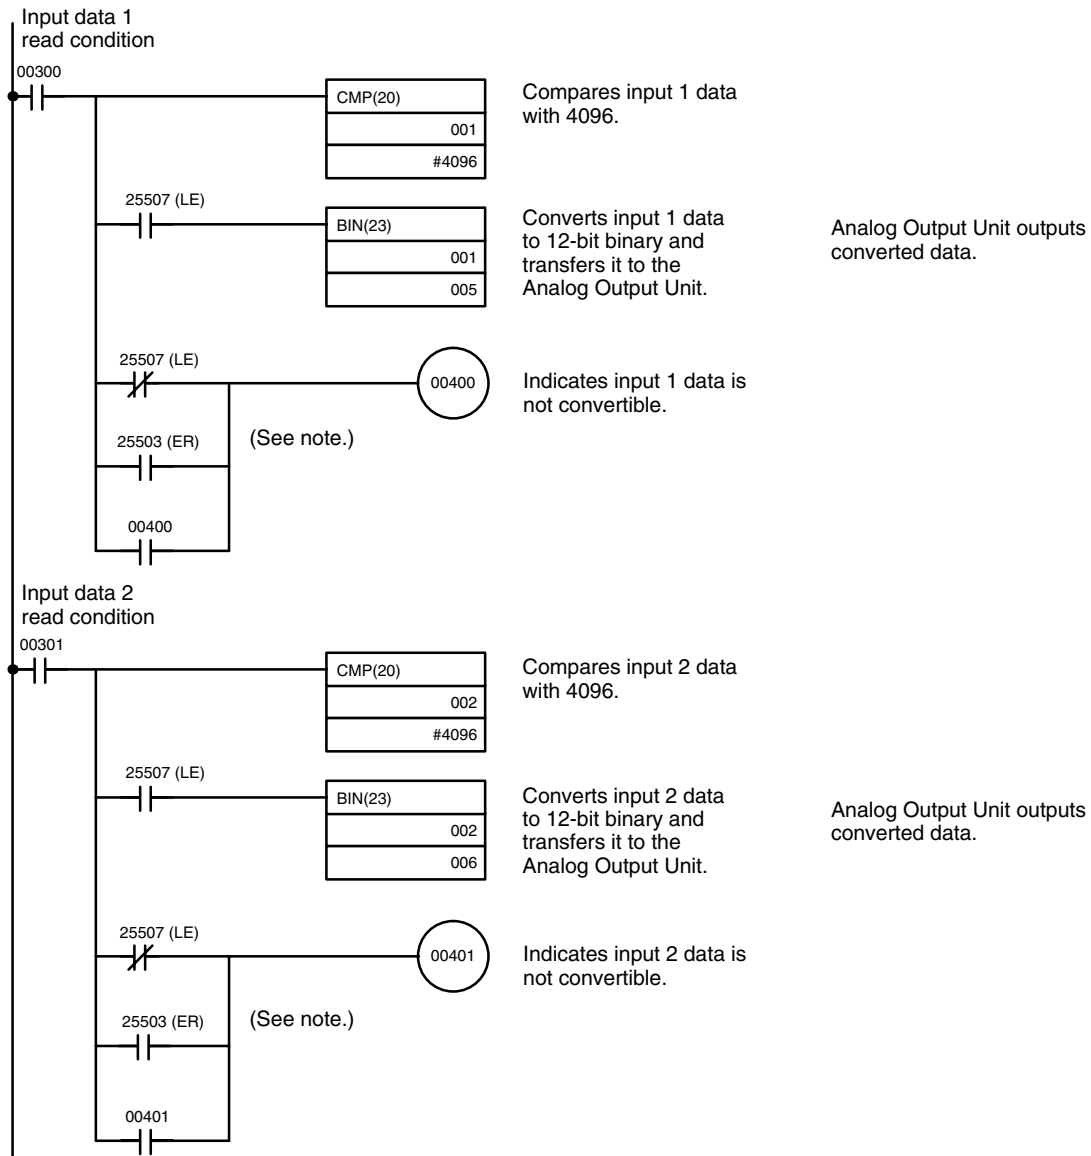 Input data 1
read condition
00300
CMP(20)
001
#4096
Compares input 1 data
with 4096.
25507 (LE)
BIN(23)
001
005
Converts input 1 data
to 12-bit binary and
transfers it to the
Analog Output Unit.
Analog Output Unit outputs
converted data.
25507 (LE)
00400
Indicates input 1 data is
not convertible.
25503 (ER)
(See note.)
00400
Input data 2
read condition
00301
CMP(20)
002
#4096
Compares input 2 data
with 4096.
25507 (LE)
BIN(23)
002
006
Converts input 2 data
to 12-bit binary and
transfers it to the
Analog Output Unit.
Analog Output Unit outputs
converted data.
25507 (LE)
00401
Indicates input 2 data is
not convertible.
25503 (ER)
(See note.)
00401